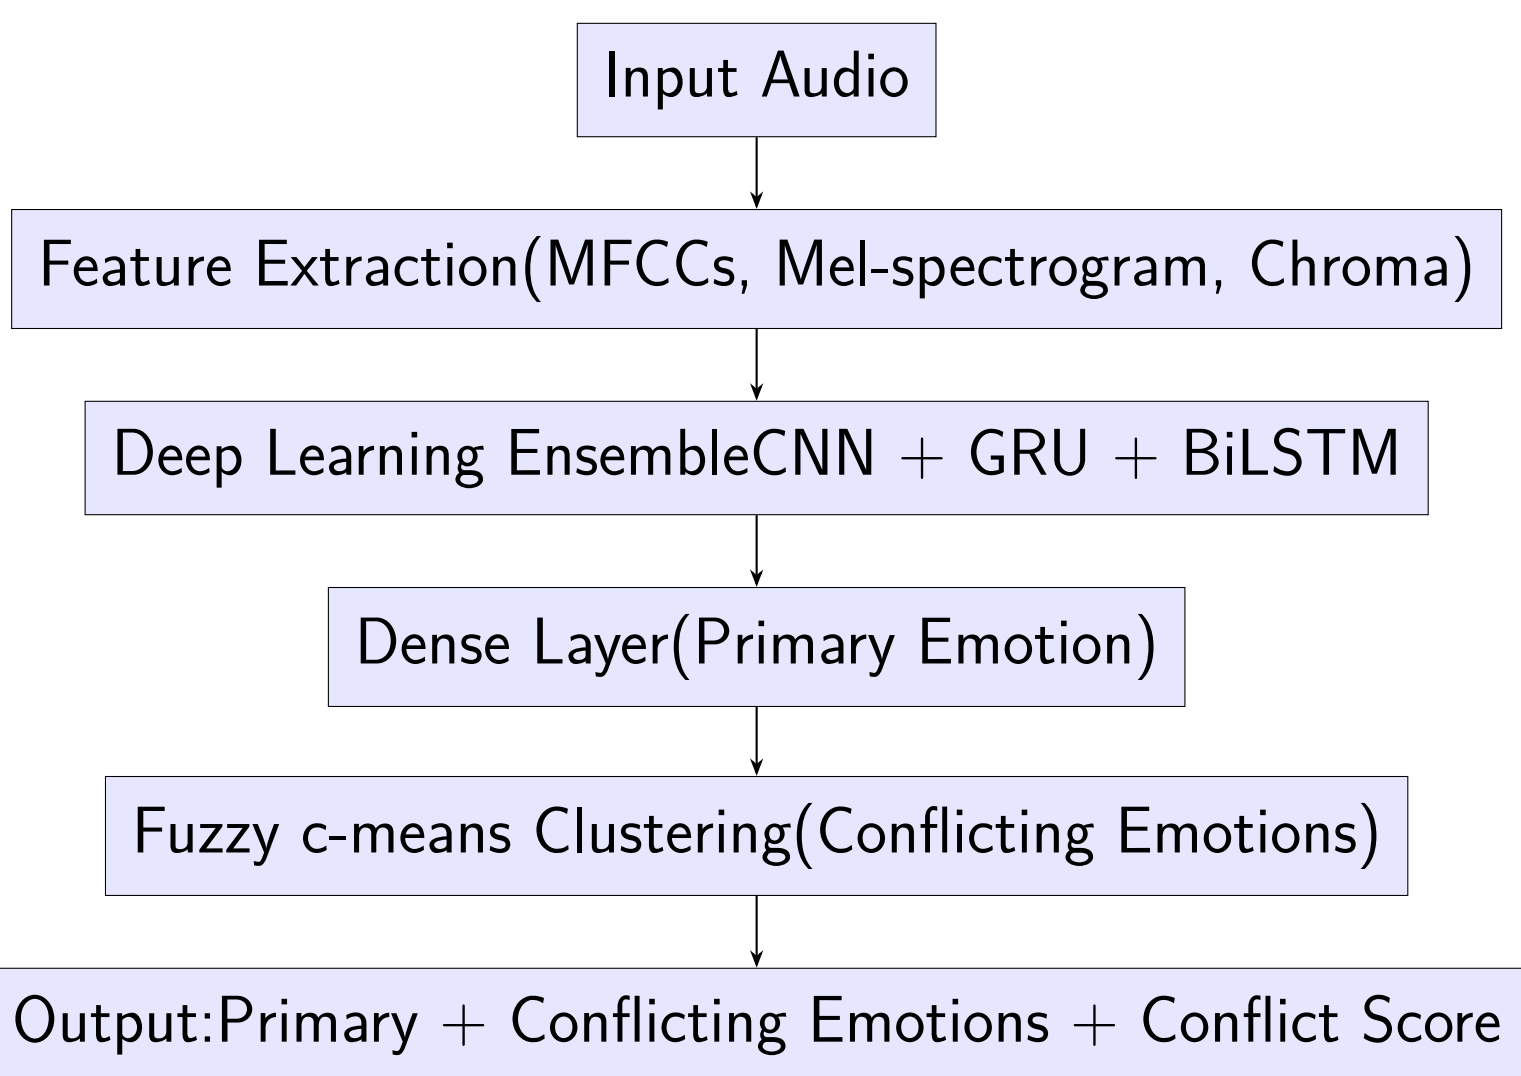 Input Audio
Feature Extraction(MFCCs, Mel-spectrogram, Chroma)
Deep Learning EnsembleCNN + GRU + BiLSTM
Dense Layer(Primary Emotion)
Fuzzy c-means Clustering(Conflicting Emotions)
Output:Primary + Conflicting Emotions + Conflict Score